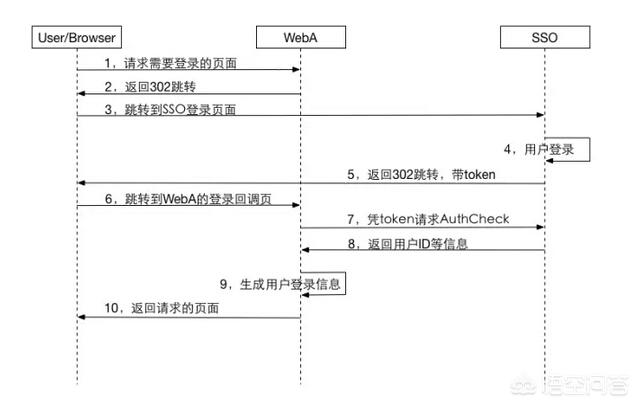 User/Browser WebA SSO
1，请求需要登录的页面
2，返回302跳转
3，跳转到SSO登录页面
4，用户登录
5，返回302跳转，带token
6，跳转到WebA的登录回调页
7，凭token请求AuthCheck
8，返回用户ID等信息
9，生成用户登录信息
10，返回请求的页面
悟空问答